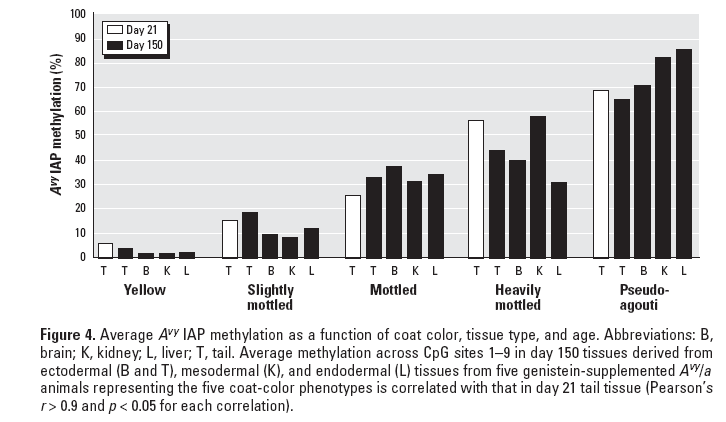 100
90
80
70
60
50
40
30
20
10
0
Day 21
Day 150
Aᵛʸ IAP methylation (%)
T T B K L T T B K L T T B K L T T B K L T T B K L
Yellow Slightly Mottled Heavily Pseudo-
mottled mottled agouti
Figure 4. Average Aᵛʸ IAP methylation as a function of coat color, tissue type, and age. Abbreviations: B,
brain; K, kidney; L, liver; T, tail. Average methylation across CpG sites 1–9 in day 150 tissues derived from
ectodermal (B and T), mesodermal (K), and endodermal (L) tissues from five genistein-supplemented Aᵛʸ/a
animals representing the five coat-color phenotypes is correlated with that in day 21 tail tissue (Pearson's
r > 0.9 and p < 0.05 for each correlation).